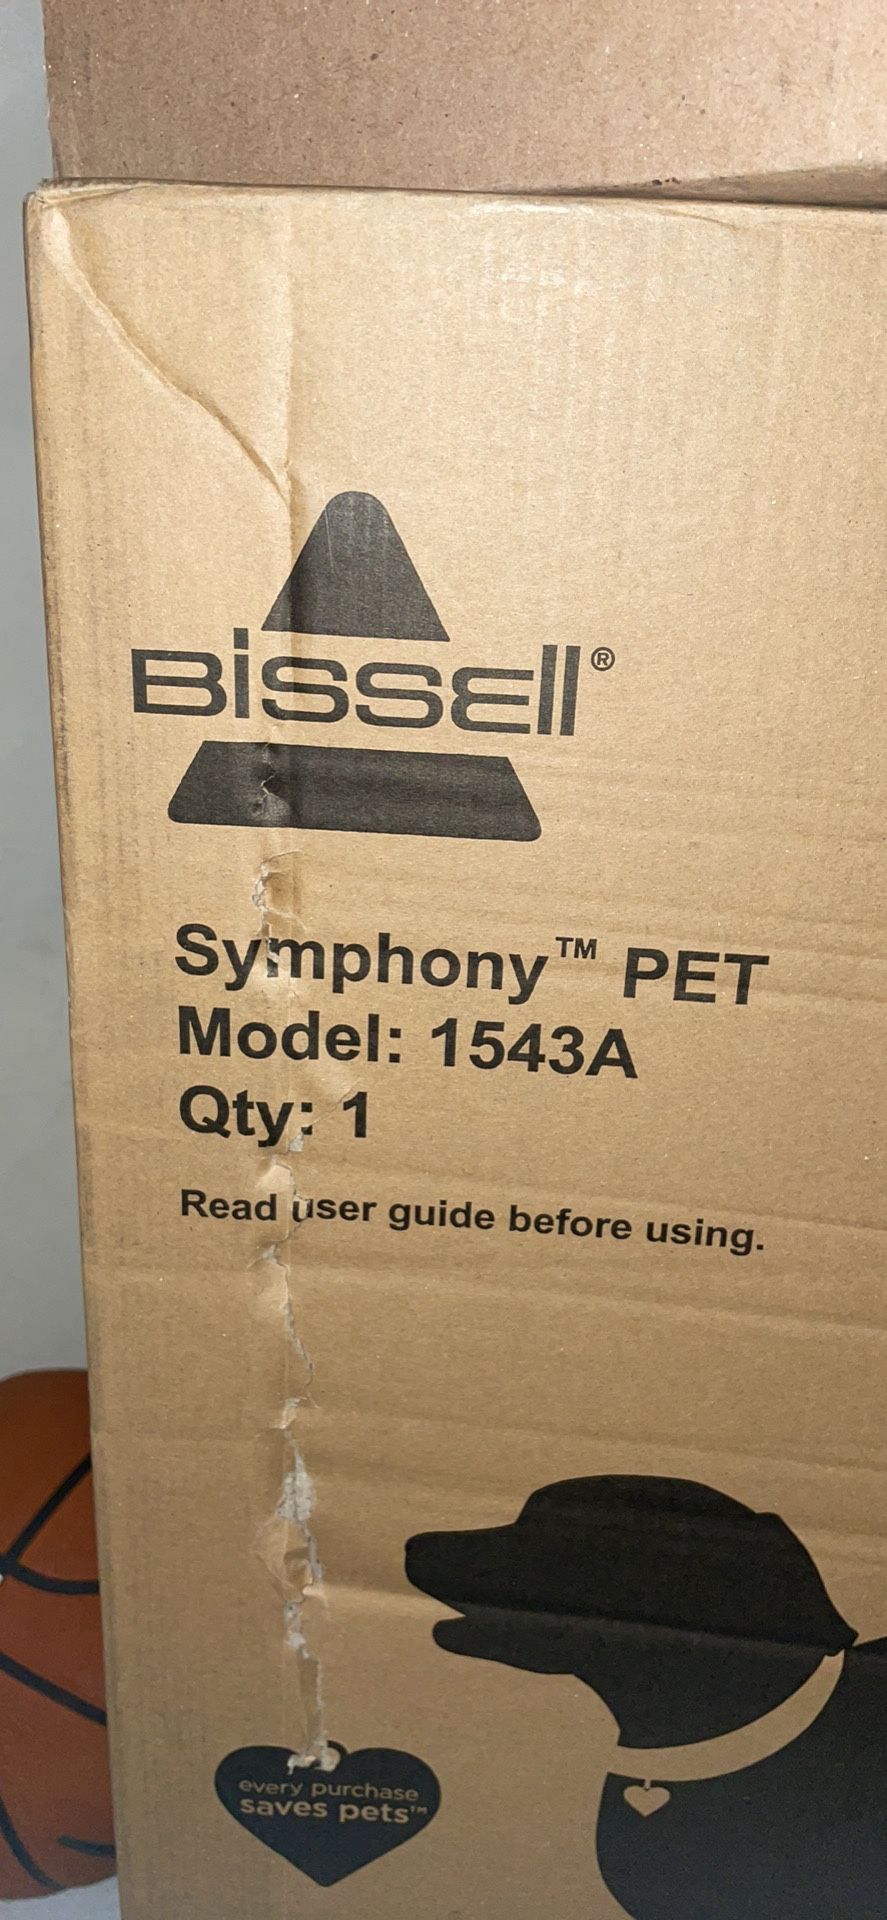 Bissell®
Symphony™ PET
Model: 1543A
Qty: 1
Read user guide before using.
every purchase
saves pets™